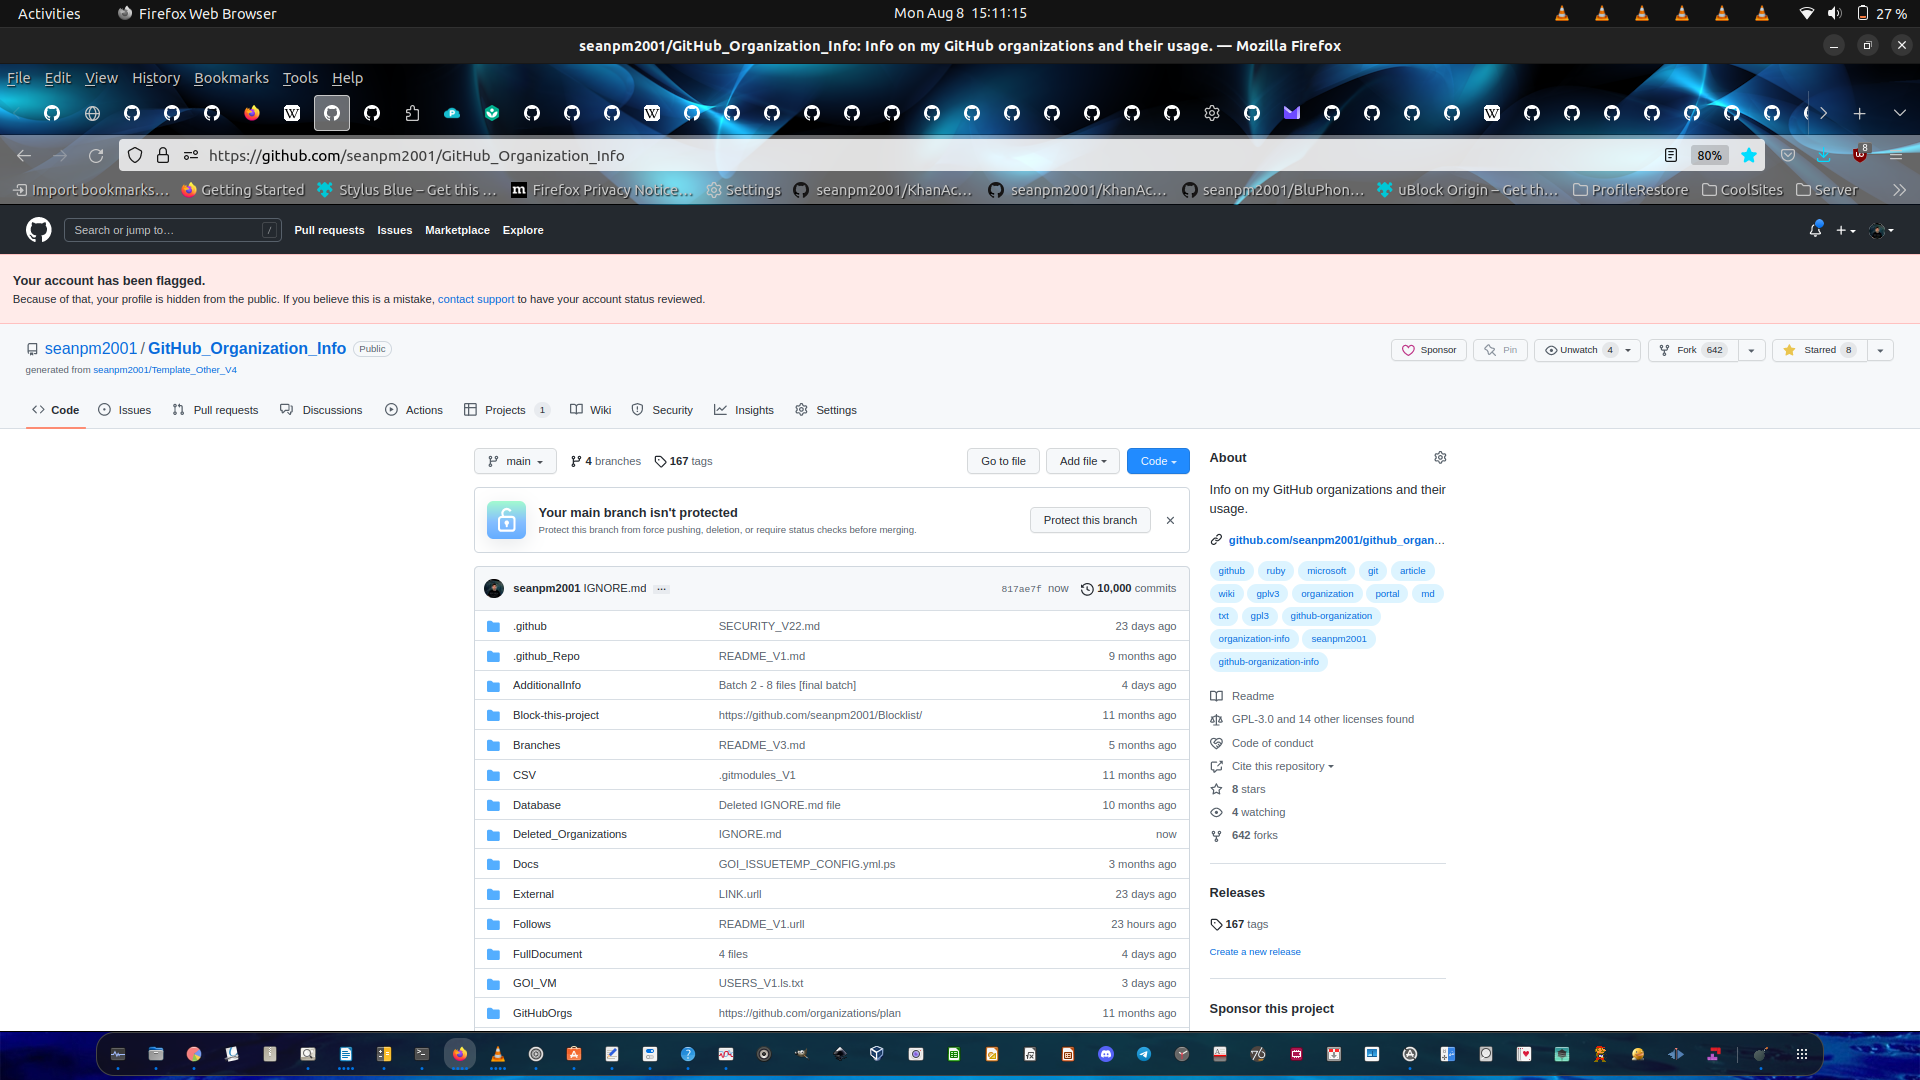 Activities
Firefox Web Browser
Mon Aug 8 15:11:15
27 %
seanpm2001/GitHub_Organization_Info: Info on my GitHub organizations and their usage. — Mozilla Firefox
File Edit View History Bookmarks Tools Help
https://github.com/seanpm2001/GitHub_Organization_Info
80%
8
Import bookmarks…
Getting Started
Stylus Blue – Get this …
Firefox Privacy Notice…
Settings
seanpm2001/KhanAc…
seanpm2001/KhanAc…
seanpm2001/BluPhon…
uBlock Origin – Get th…
ProfileRestore
CoolSites
Server
Search or jump to…
/
Pull requests
Issues
Marketplace
Explore
Your account has been flagged.
Because of that, your profile is hidden from the public. If you believe this is a mistake, contact support to have your account status reviewed.
seanpm2001 / GitHub_Organization_Info
Public
Sponsor
Pin
Unwatch 4
Fork 642
Starred 8
generated from seanpm2001/Template_Other_V4
Code
Issues
Pull requests
Discussions
Actions
Projects 1
Wiki
Security
Insights
Settings
main
4 branches
167 tags
Go to file
Add file
Code
Your main branch isn't protected
Protect this branch from force pushing, deletion, or require status checks before merging.
Protect this branch
seanpm2001 IGNORE.md ...
817ae7f now
10,000 commits
.github SECURITY_V22.md 23 days ago
.github_Repo README_V1.md 9 months ago
AdditionalInfo Batch 2 - 8 files [final batch] 4 days ago
Block-this-project https://github.com/seanpm2001/Blocklist/ 11 months ago
Branches README_V3.md 5 months ago
CSV .gitmodules_V1 11 months ago
Database Deleted IGNORE.md file 10 months ago
Deleted_Organizations IGNORE.md now
Docs GOI_ISSUETEMP_CONFIG.yml.ps 3 months ago
External LINK.urll 23 days ago
Follows README_V1.urll 23 hours ago
FullDocument 4 files 4 days ago
GOI_VM USERS_V1.ls.txt 3 days ago
GitHubOrgs https://github.com/organizations/plan 11 months ago
About
Info on my GitHub organizations and their
usage.
github.com/seanpm2001/github_organ…
github ruby microsoft git article
wiki gplv3 organization portal md
txt gpl3 github-organization
organization-info seanpm2001
github-organization-info
Readme
GPL-3.0 and 14 other licenses found
Code of conduct
Cite this repository
8 stars
4 watching
642 forks
Releases
167 tags
Create a new release
Sponsor this project